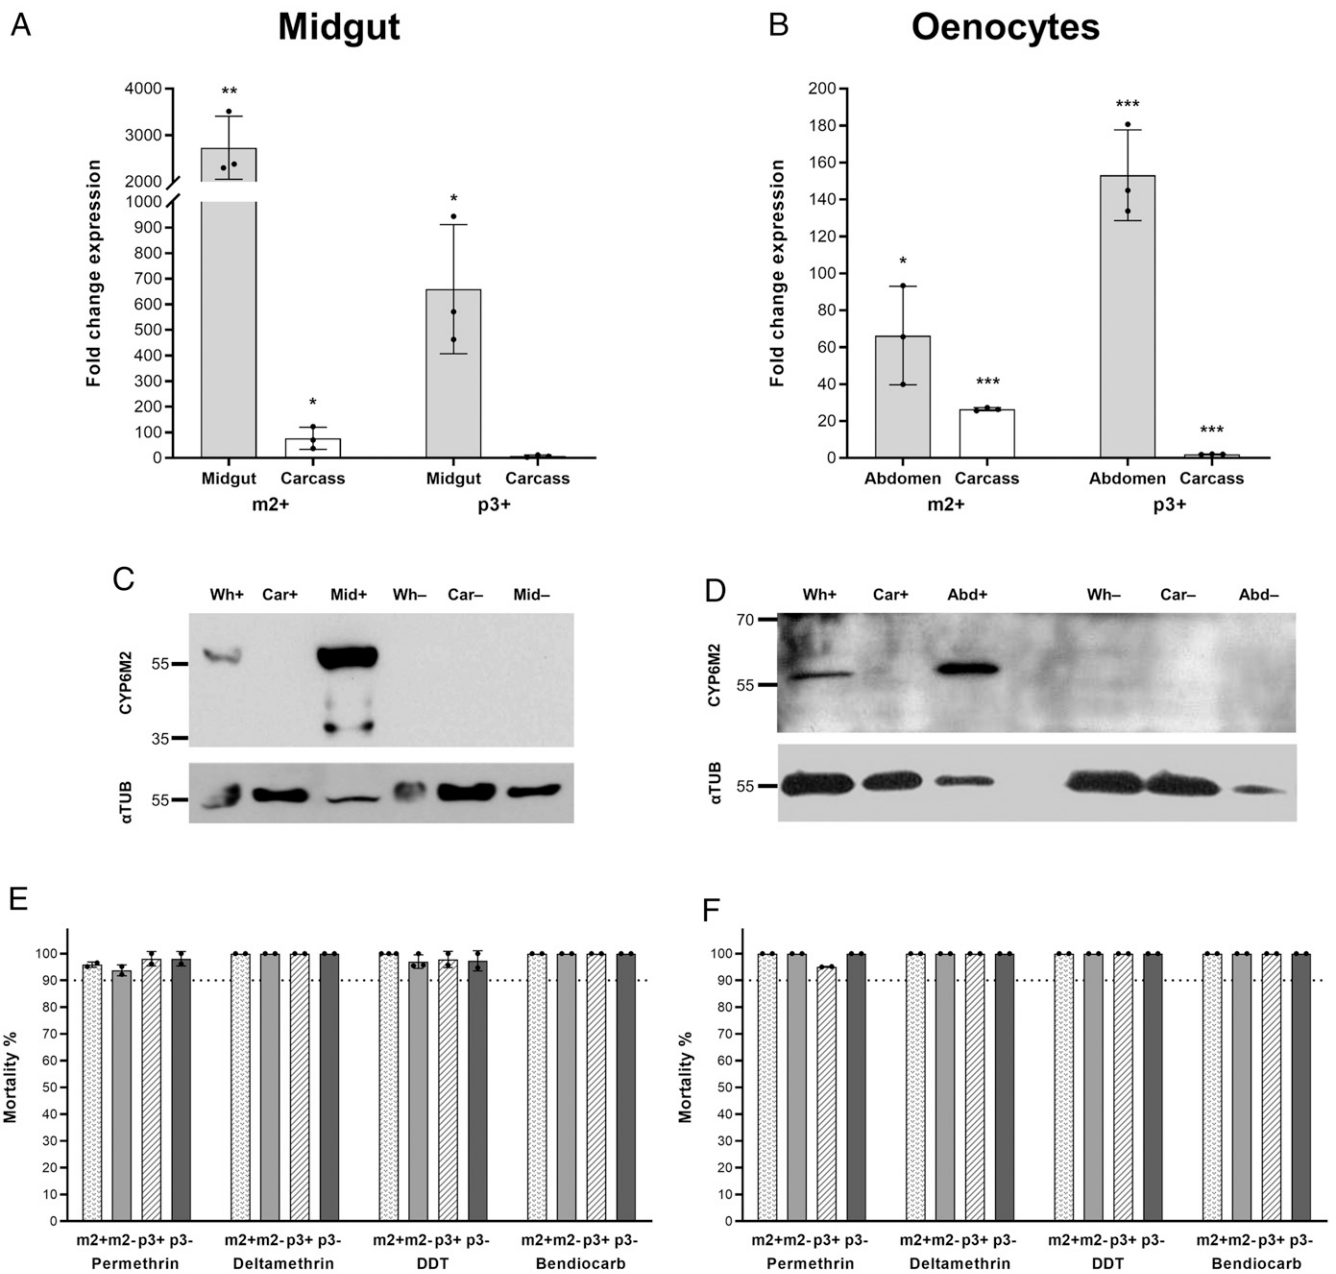 A
Midgut
4000
3000
2000
1000
900
800
700
600
500
400
300
200
100
0
Fold change expression
**
*
*
Midgut Carcass Midgut Carcass
m2+ p3+
B
Oenocytes
200
180
160
140
120
100
80
60
40
20
0
Fold change expression
*
***
***
***
Abdomen Carcass Abdomen Carcass
m2+ p3+
C
Wh+ Car+ Mid+ Wh– Car– Mid–
CYP6M2
55
35
αTUB
55
D
Wh+ Car+ Abd+ Wh– Car– Abd–
CYP6M2
70
55
αTUB
55
E
Mortality %
100
90
80
70
60
50
40
30
20
10
0
m2+m2- p3+ p3- m2+m2- p3+ p3- m2+m2- p3+ p3- m2+m2- p3+ p3-
Permethrin Deltamethrin DDT Bendiocarb
F
Mortality %
100
90
80
70
60
50
40
30
20
10
0
m2+m2- p3+ p3- m2+m2- p3+ p3- m2+m2- p3+ p3- m2+m2- p3+ p3-
Permethrin Deltamethrin DDT Bendiocarb